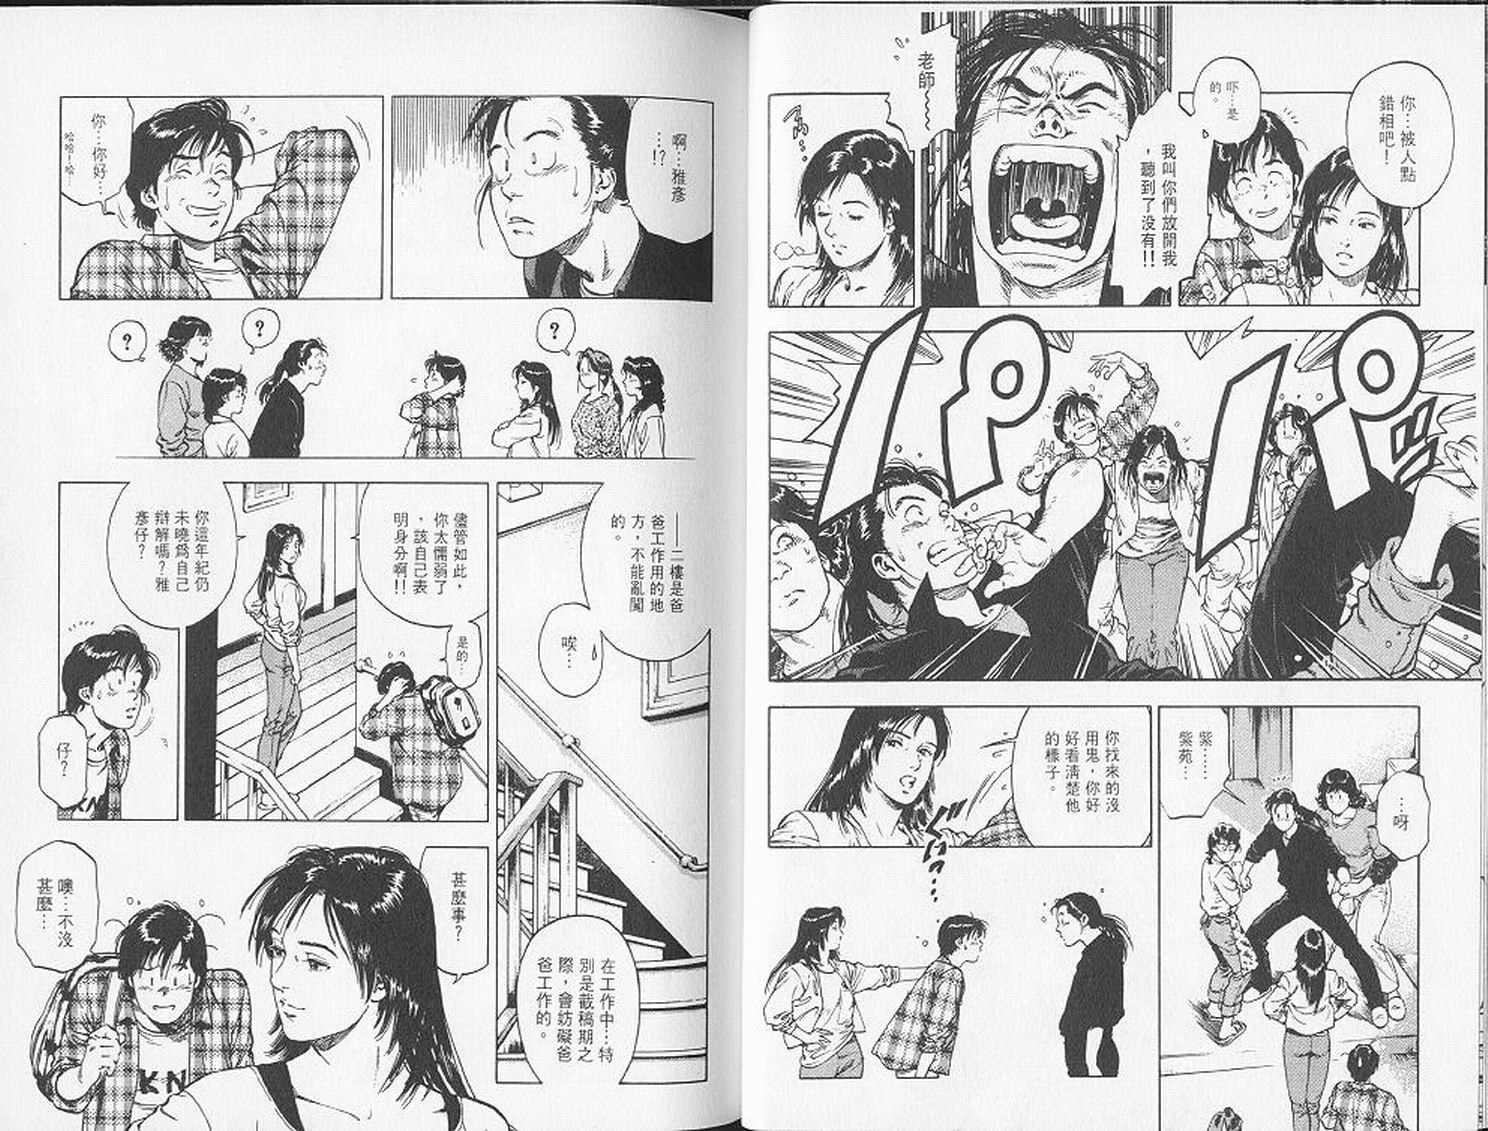 你…被人點
錯相吧！
吓…是
的。
我叫你們放開我
，聽到了没有!!
老師～～～
パパ
…呀
紫……
紫苑…
你找來的沒
用鬼，你好
好看清楚他
的樣子。
啊…雅彥
…!?
你…你好…
哈哈！哈…
?
?
?
——二樓是爸
爸工作用的地
方，不能亂闖
的。
唉…
在工作中…特
別是截稿期之
際，會妨礙爸
爸工作的。
儘管如此，
你太懦弱了
，該自己表
明身分啊!!
是的…
你這年紀仍
未曉爲自己
辯解嗎？雅
彥仔？
仔？
甚麼事？
噢…不沒
甚麼…
KN